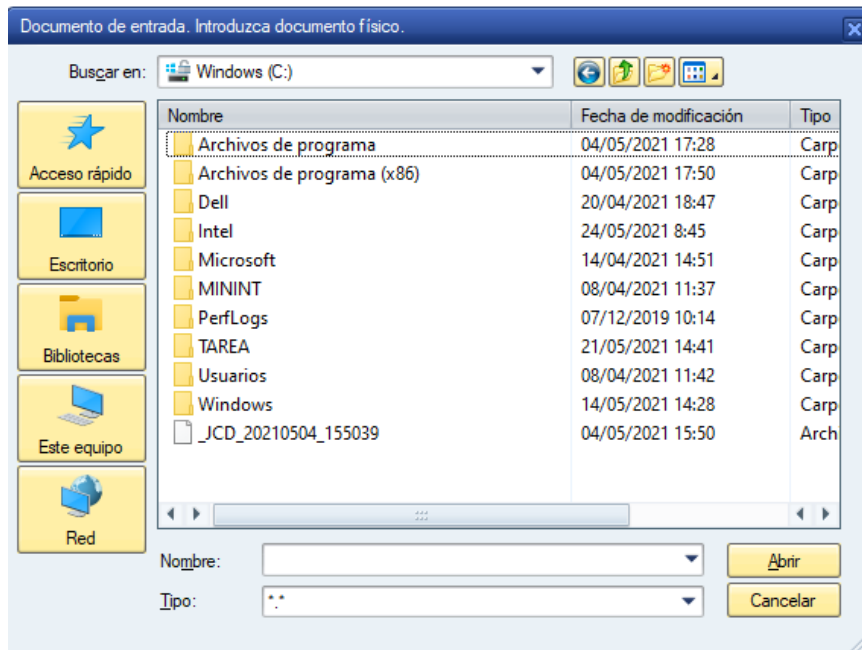 Documento de entrada. Introduzca documento físico.
Buscar en: Windows (C:)
Nombre Fecha de modificación Tipo
Archivos de programa 04/05/2021 17:28 Carp
Archivos de programa (x86) 04/05/2021 17:50 Carp
Dell 20/04/2021 18:47 Carp
Intel 24/05/2021 8:45 Carp
Microsoft 14/04/2021 14:51 Carp
MININT 08/04/2021 11:37 Carp
PerfLogs 07/12/2019 10:14 Carp
TAREA 21/05/2021 14:41 Carp
Usuarios 08/04/2021 11:42 Carp
Windows 14/05/2021 14:28 Carp
_JCD_20210504_155039 04/05/2021 15:50 Arch
Acceso rápido
Escritorio
Bibliotecas
Este equipo
Red
Nombre: Abrir
Tipo: *.* Cancelar